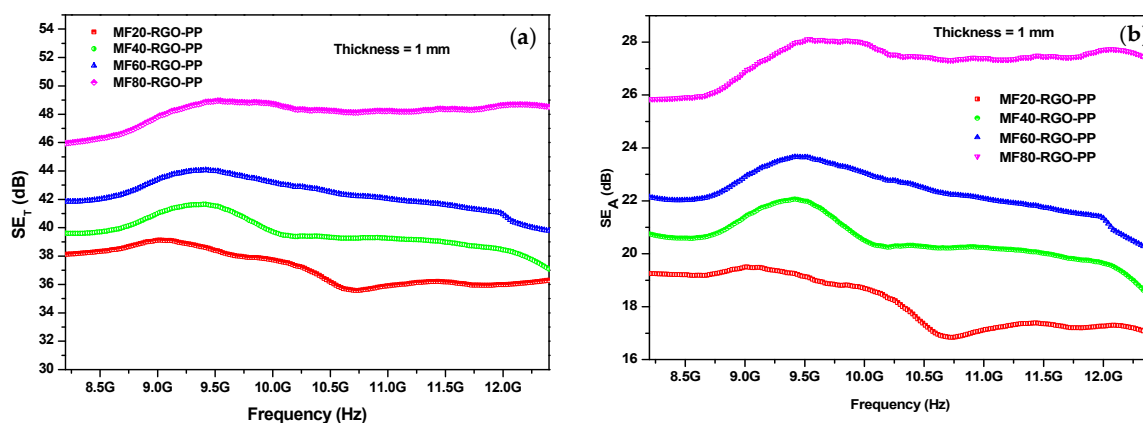 (a)
MF20-RGO-PP
MF40-RGO-PP
MF60-RGO-PP
MF80-RGO-PP
Thickness = 1 mm
54
52
50
48
46
44
42
40
38
36
34
32
30
SE_T (dB)
8.5G 9.0G 9.5G 10.0G 10.5G 11.0G 11.5G 12.0G
Frequency (Hz)
(b)
Thickness = 1 mm
MF20-RGO-PP
MF40-RGO-PP
MF60-RGO-PP
MF80-RGO-PP
28
26
24
22
20
18
16
SE_A (dB)
8.5G 9.0G 9.5G 10.0G 10.5G 11.0G 11.5G 12.0G
Frequency (Hz)